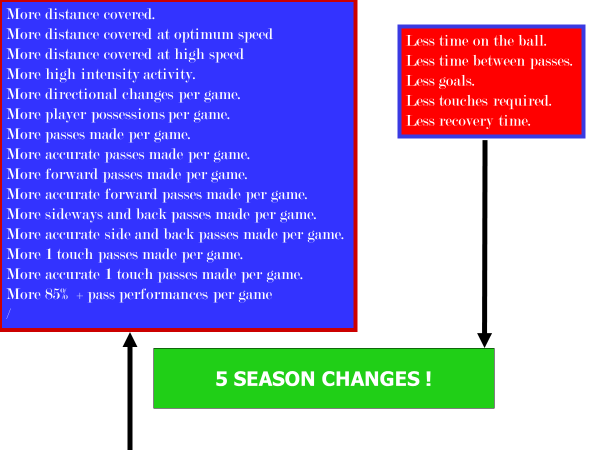 More distance covered.
More distance covered at optimum speed
More distance covered at high speed
More high intensity activity.
More directional changes per game.
More player possessions per game.
More passes made per game.
More accurate passes made per game.
More forward passes made per game.
More accurate forward passes made per game.
More sideways and back passes made per game.
More accurate side and back passes made per game.
More 1 touch passes made per game.
More accurate 1 touch passes made per game.
More 85% + pass performances per game
/
Less time on the ball.
Less time between passes.
Less goals.
Less touches required.
Less recovery time.
5 SEASON CHANGES !